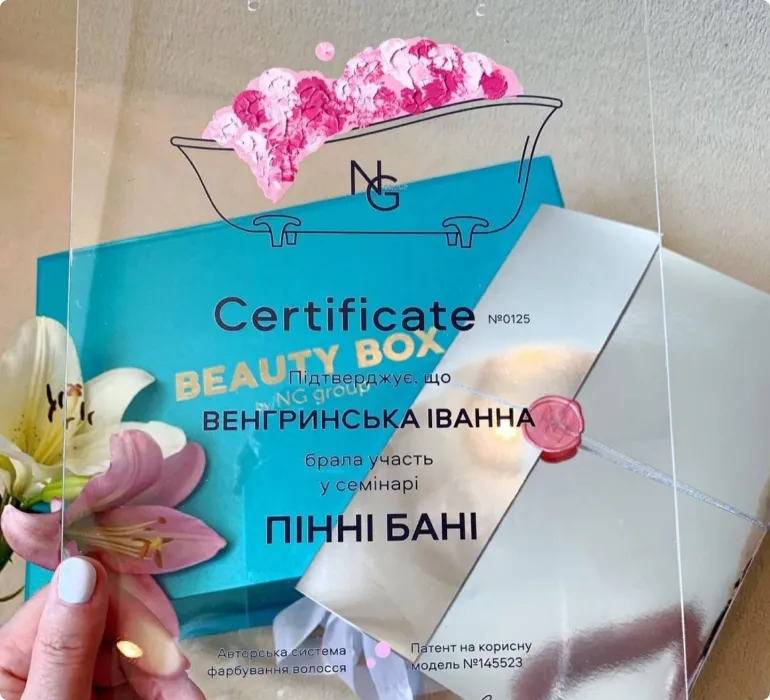 NG
Certificate №0125
BEAUTY BOX
Підтверджує, що
by NG group
ВЕНГРИНСЬКА ІВАННА
брала участь
у семінарі
ПІННІ БАНІ
Авторська система
фарбування волосся
Патент на корисну
модель №145523